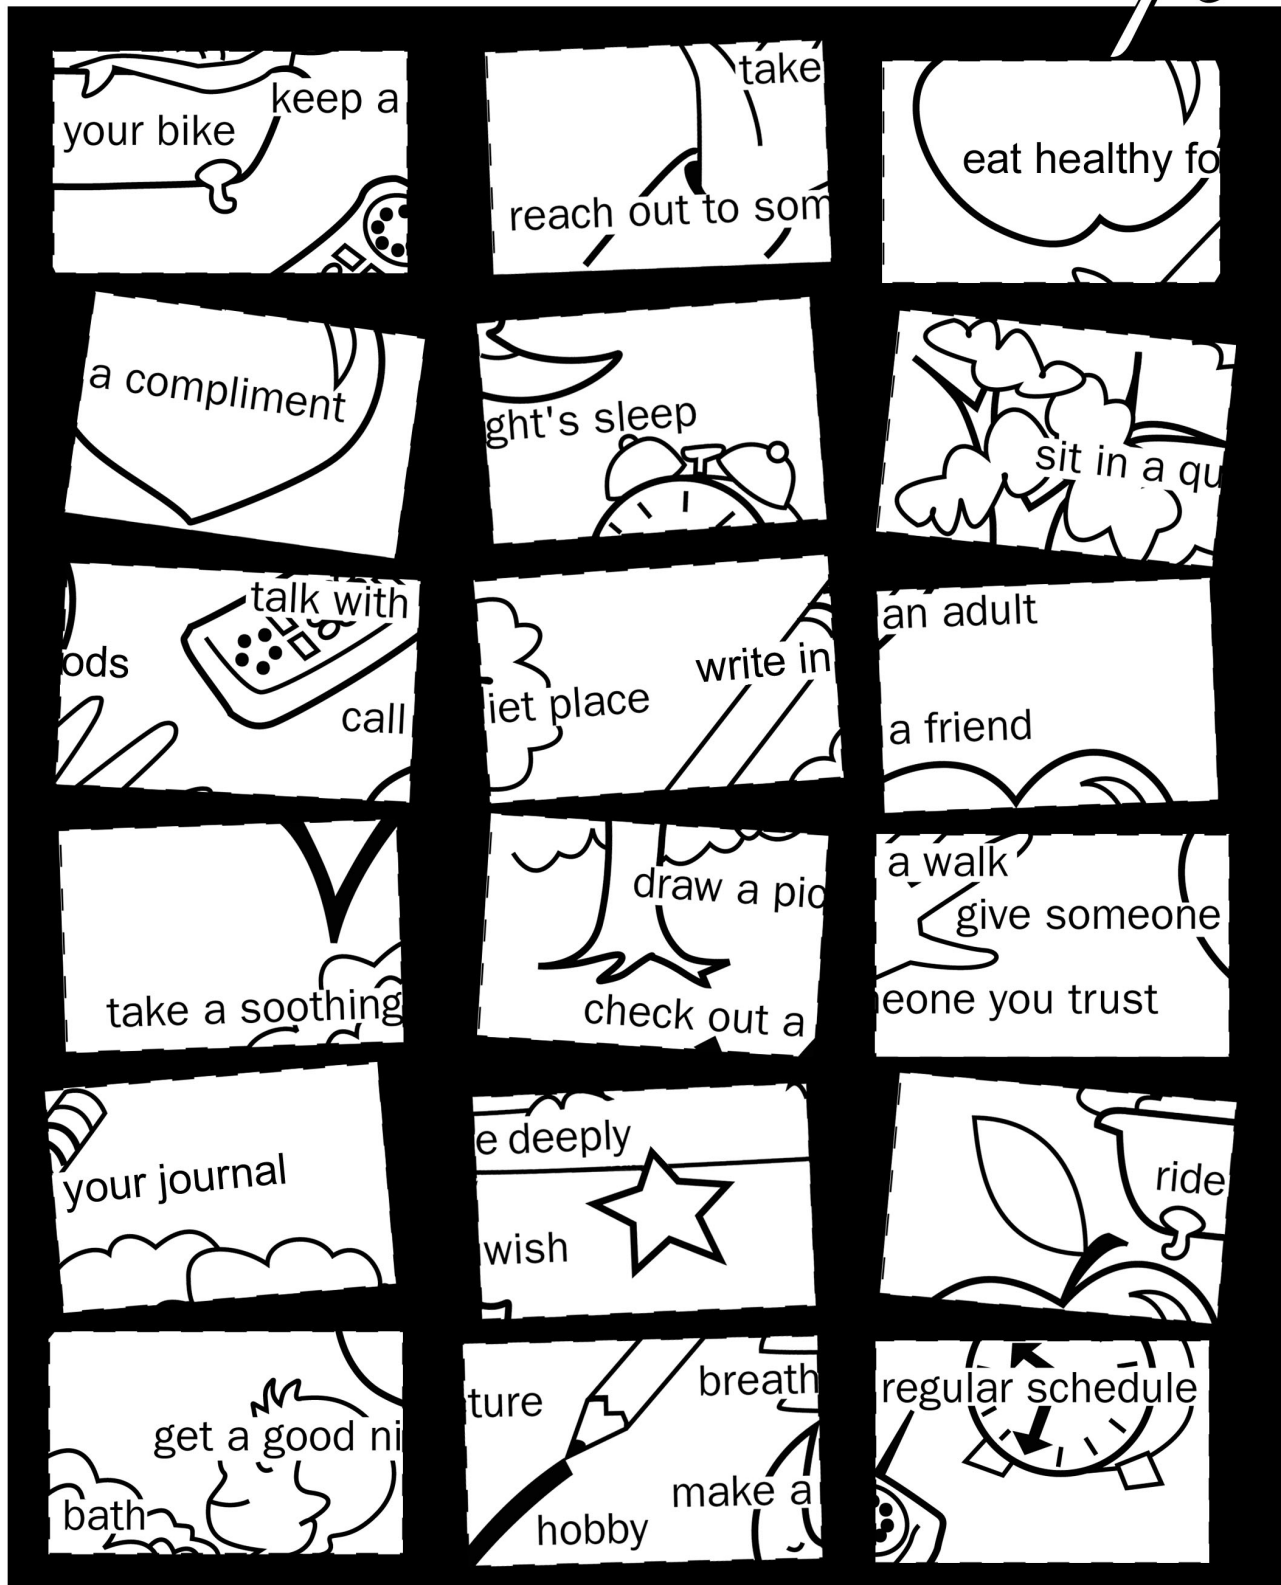 keep a
your bike
take
reach out to som
eat healthy fo
a compliment
ght's sleep
sit in a qu
talk with
ods
call
write in
iet place
an adult
a friend
take a soothing
draw a pic
check out a
a walk
give someone
eone you trust
your journal
e deeply
wish
ride
get a good ni
bath
breath
ture
make a
hobby
regular schedule